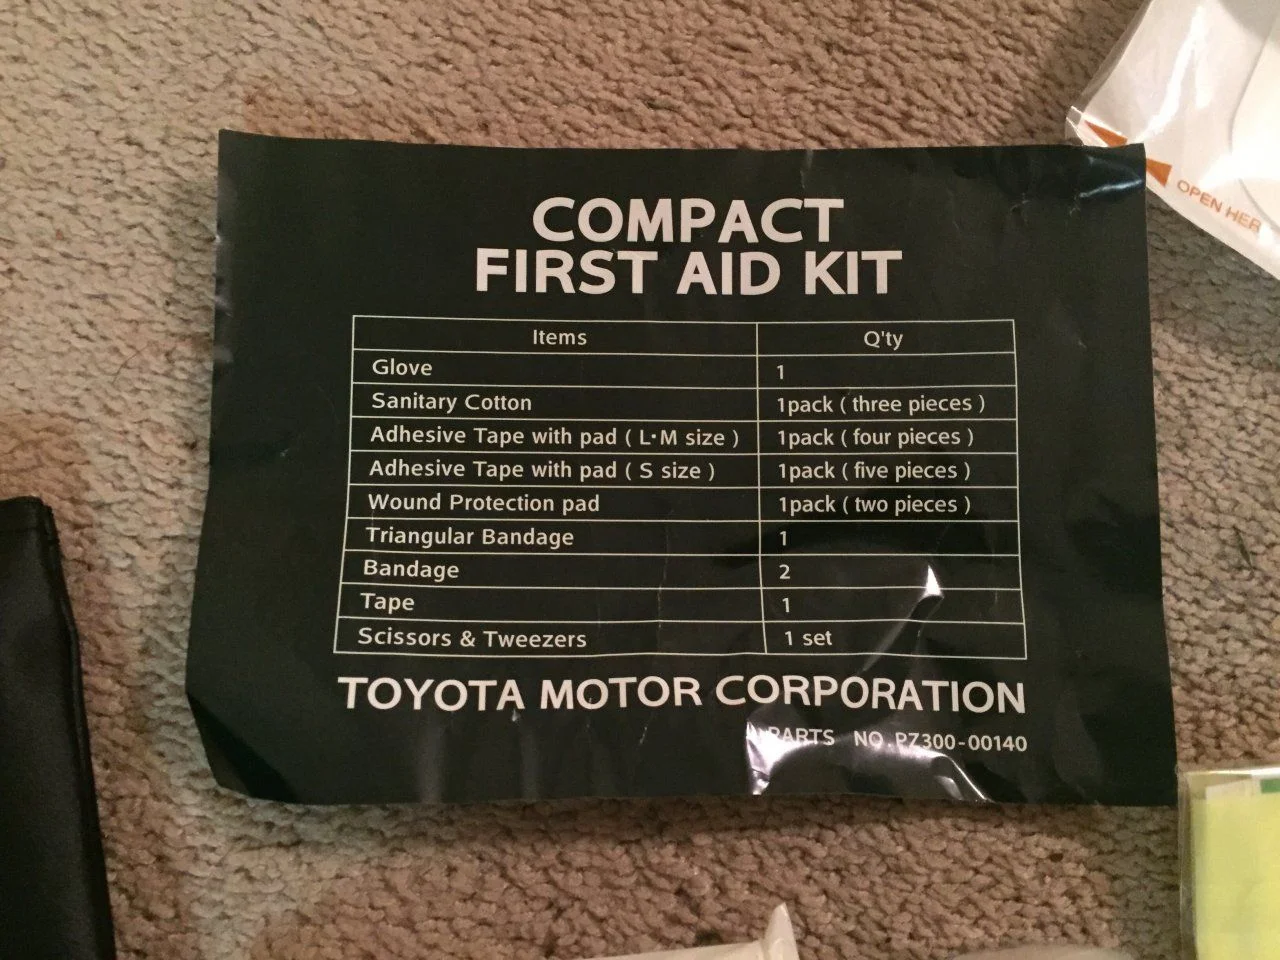 COMPACT
FIRST AID KIT
Items Q'ty
Glove 1
Sanitary Cotton 1pack ( three pieces )
Adhesive Tape with pad ( L·M size ) 1pack ( four pieces )
Adhesive Tape with pad ( S size ) 1pack ( five pieces )
Wound Protection pad 1pack ( two pieces )
Triangular Bandage 1
Bandage 2
Tape 1
Scissors & Tweezers 1 set
TOYOTA MOTOR CORPORATION
PARTS NO.PZ300-00140
OPEN HER